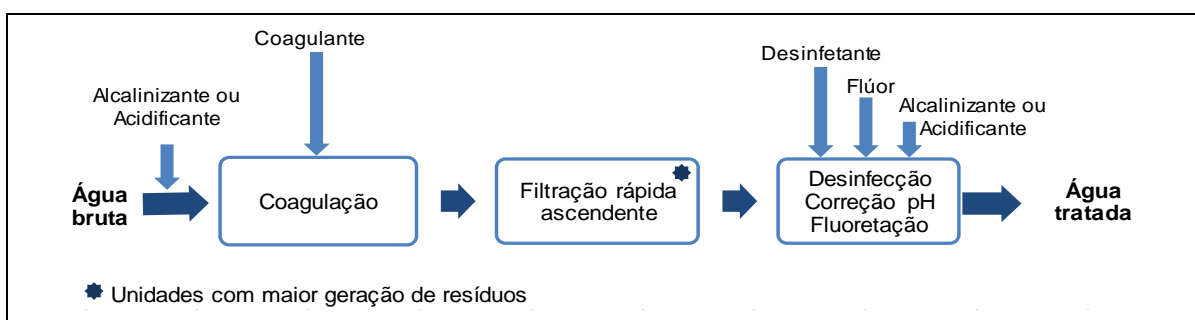 Coagulante
Desinfetante
Flúor
Alcalinizante ou
Acidificante
Alcalinizante ou
Acidificante
Água
bruta
Coagulação
Filtração rápida
ascendente
Desinfecção
Correção pH
Fluoretação
Água
tratada
Unidades com maior geração de resíduos